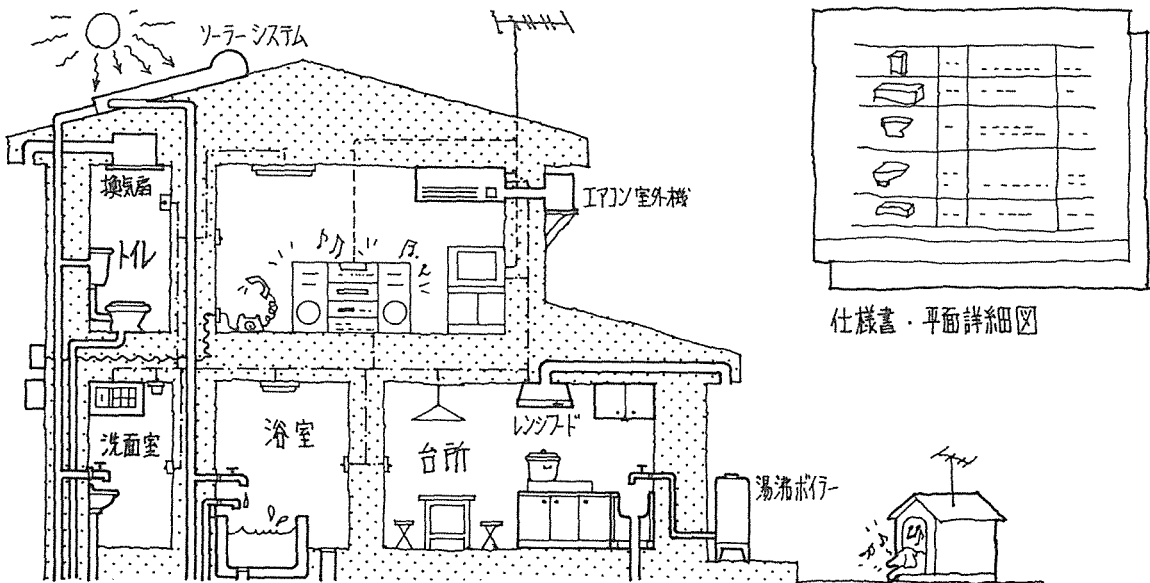 ソーラーシステム
換気扇
トイレ
エアコン室外機
仕様書・平面詳細図
洗面室
浴室
台所
レンジフード
湯沸ボイラー